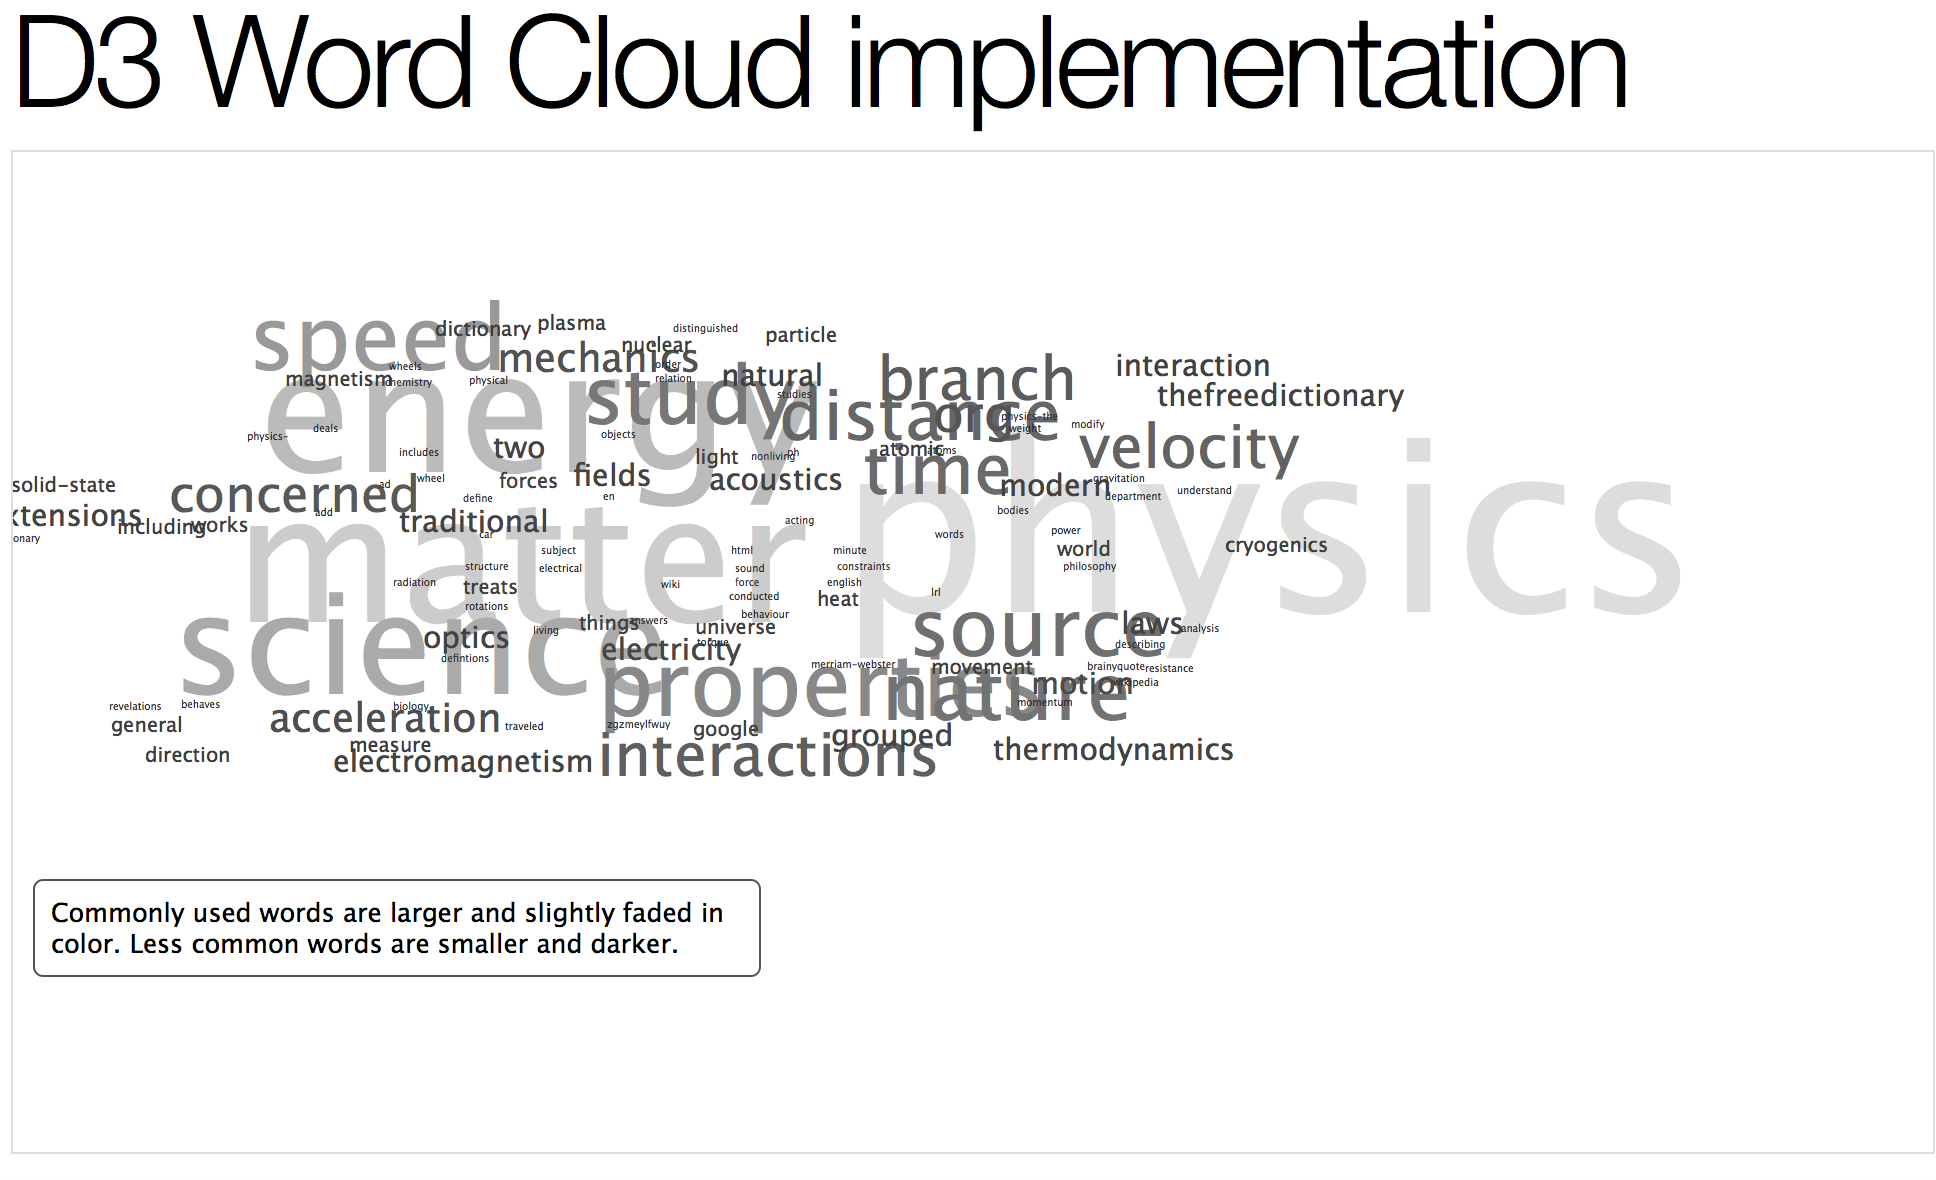 D3 Word Cloud implementation
speed
dictionary
plasma
distinguished
particle
nuclear
mechanics
order
relation
natural
studies
branch
interaction
wheels
magnetism
chemistry
physical
energy
study
distance
org
thefreedictionary
physics-the
weight
modify
physics-
deals
objects
two
includes
light
nonliving
ph
atomic
atoms
velocity
time
physics
solid-state
concerned
ad
wheel
forces
fields
define
en
acoustics
modern
gravitation
department
understand
tensions
including
works
add
traditional
car
bodies
onary
matter
acting
words
power
world
philosophy
cryogenics
subject
html
minute
structure
electrical
sound
constraints
radiation
treats
wiki
force
english
conducted
heat
lrl
rotations
behaviour
science
optics
living
things
answers
universe
torque
electricity
source
laws
analysis
describing
defintions
properties
merriam-webster
movement
brainyquote
resistance
nature
motion
wikipedia
momentum
revelations
behaves
biology
general
acceleration
traveled
zgzmeylfwuy
google
grouped
direction
measure
electromagnetism
interactions
thermodynamics
Commonly used words are larger and slightly faded in
color. Less common words are smaller and darker.